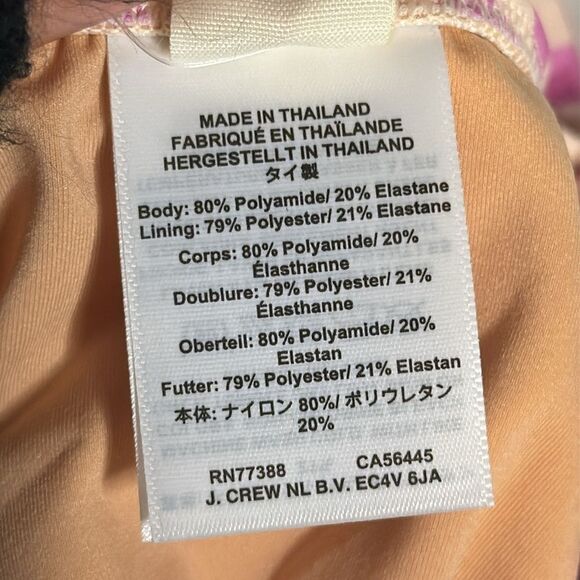 MADE IN THAILAND
FABRIQUÉ EN THAÏLANDE
HERGESTELLT IN THAILAND
タイ製
Body: 80% Polyamide/ 20% Elastane
Lining: 79% Polyester/ 21% Elastane
Corps: 80% Polyamide/ 20%
Élasthanne
Doublure: 79% Polyester/ 21%
Élasthanne
Oberteil: 80% Polyamide/ 20%
Elastan
Futter: 79% Polyester/ 21% Elastan
本体: ナイロン 80%/ ポリウレタン
20%
RN77388 CA56445
J. CREW NL B.V. EC4V 6JA